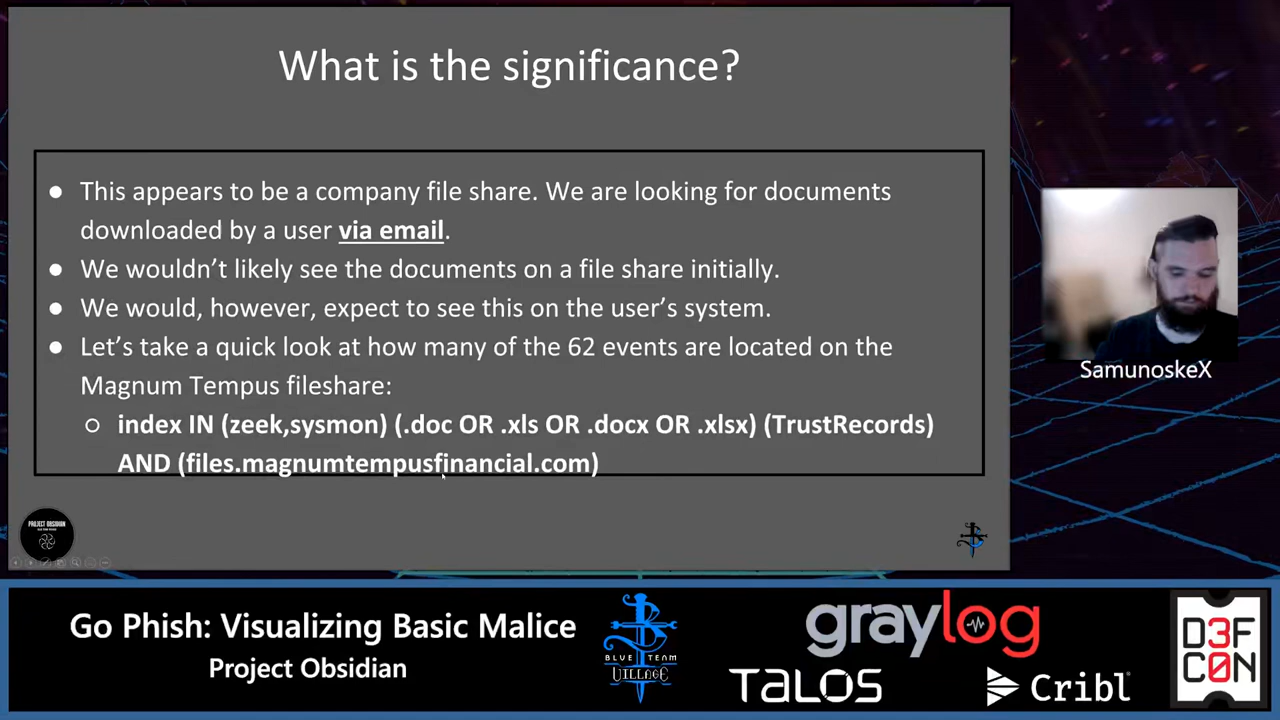 What is the significance?
● This appears to be a company file share. We are looking for documents
downloaded by a user via email.
● We wouldn’t likely see the documents on a file share initially.
● We would, however, expect to see this on the user’s system.
● Let’s take a quick look at how many of the 62 events are located on the
Magnum Tempus fileshare:
○ index IN (zeek,sysmon) (.doc OR .xls OR .docx OR .xlsx) (TrustRecords)
AND (files.magnumtempusfinancial.com)
SamunoskeX
PROJECT OBSIDIAN
Go Phish: Visualizing Basic Malice
Project Obsidian
BLUE TEAM
VILLAGE
graylog
TALOS
Cribl
D3F
C0N